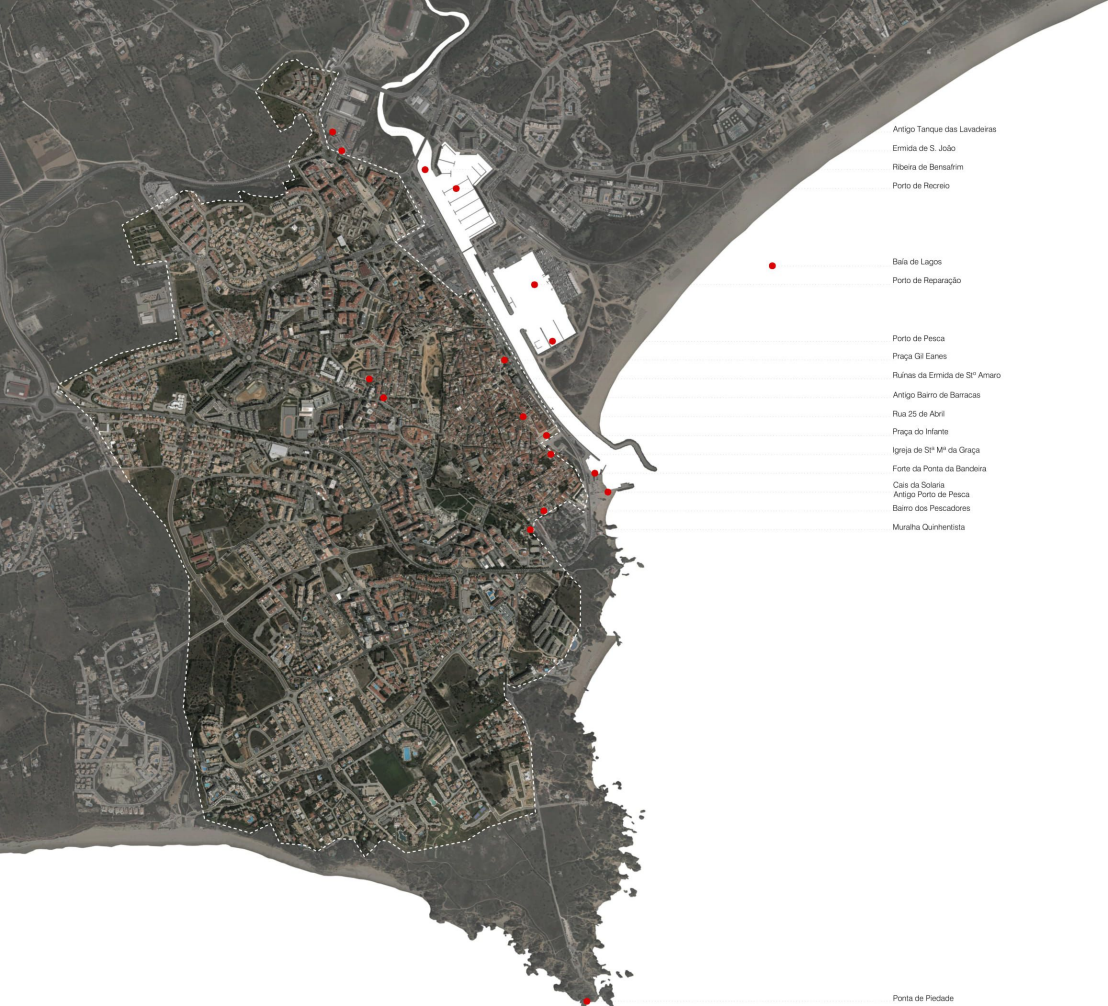 Antigo Tanque das Lavadeiras
Ermida de S. João
Ribeira de Bensafrim
Porto de Recreio
Baía de Lagos
Porto de Reparação
Porto de Pesca
Praça Gil Eanes
Ruínas da Ermida de Stº Amaro
Antigo Bairro de Barracas
Rua 25 de Abril
Praça do Infante
Igreja de Stª Mª da Graça
Forte da Ponta da Bandeira
Cais da Solaria
Antigo Porto de Pesca
Bairro dos Pescadores
Muralha Quinhentista
Ponta de Piedade